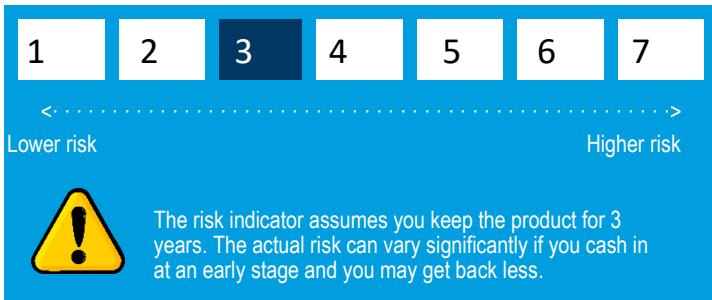 1 2 3 4 5 6 7
<· · · · · · · · · · · · · · · · · · · · · · · · · · · · · · · · · · · · · · · · · · · · · · · · · · · · · · · · · · · · ·>
Lower risk Higher risk
The risk indicator assumes you keep the product for 3
years. The actual risk can vary significantly if you cash in
at an early stage and you may get back less.